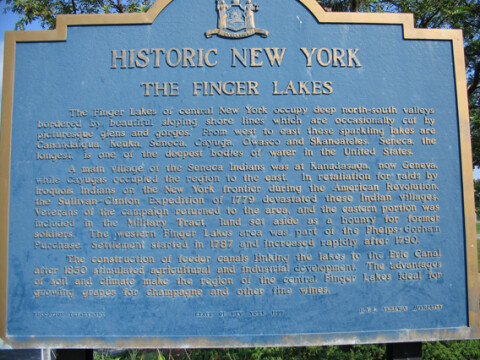 HISTORIC NEW YORK
THE FINGER LAKES
The Finger Lakes of central New York occupy deep north-south valleys
bordered by beautiful sloping shore lines which are occasionally cut by
picturesque glens and gorges. From west to east these sparkling lakes are
Canandaigua, Keuka, Seneca, Cayuga, Owasco and Skaneateles. Seneca, the
longest, is one of the deepest bodies of water in the United States.
A main village of the Seneca Indians was at Kanadasaga, now Geneva,
while Cayugas occupied the region to the east. In retaliation for raids by
Iroquois Indians on the New York frontier during the American Revolution,
the Sullivan-Clinton Expedition of 1779 devastated these Indian villages.
Veterans of the campaign returned to the area, and the eastern portion was
included in the Military Tract, land set aside as a bounty for former
soldiers. The western Finger Lakes area was part of the Phelps-Gorham
Purchase. Settlement started in 1787 and increased rapidly after 1790.
The construction of feeder canals linking the lakes to the Erie Canal
after 1830 stimulated agricultural and industrial development. The advantages
of soil and climate make the region of the central Finger Lakes ideal for
growing grapes for champagne and other fine wines.